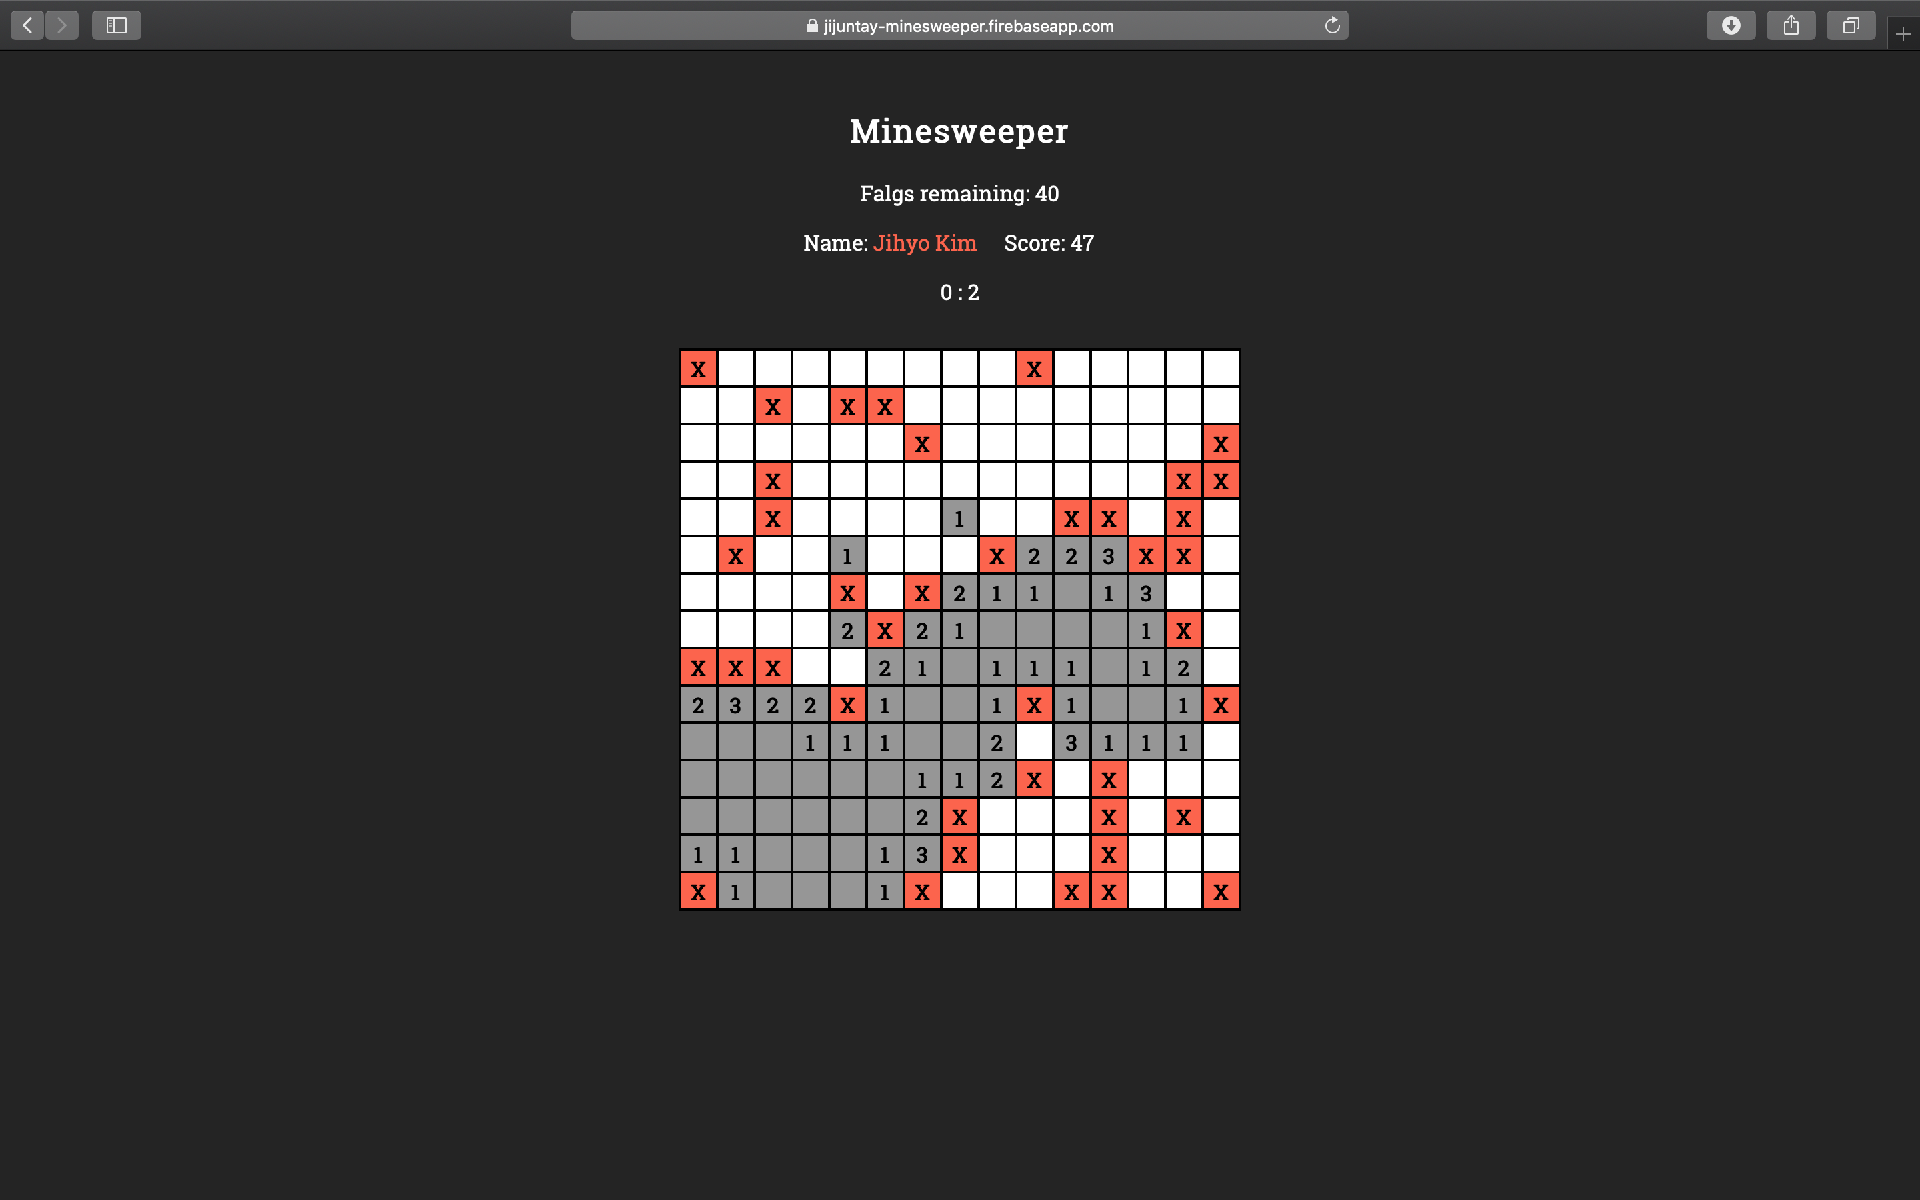 jijuntay-minesweeper.firebaseapp.com
Minesweeper
Falgs remaining: 40
Name: Jihyo Kim Score: 47
0 : 2
X X
X X X
X X
X X X
X 1 X X X
X 1 X 2 2 3 X X
X X 2 1 1 1 3
2 X 2 1 1 X
X X X 2 1 1 1 1 1 2
2 3 2 2 X 1 1 X 1 1 X
1 1 1 2 3 1 1 1
1 1 2 X X
2 X X X
1 1 1 3 X X
X 1 1 X X X X